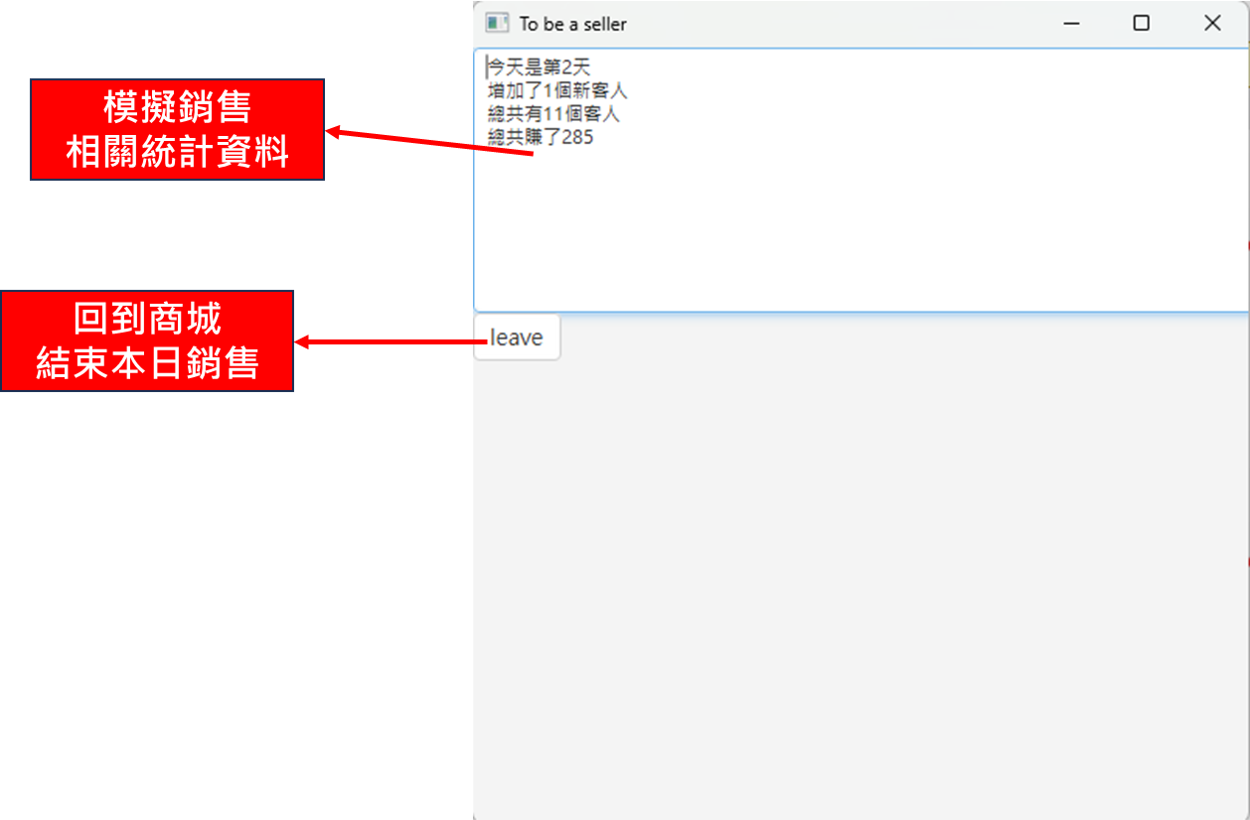 To be a seller
今天是第2天
增加了1個新客人
總共有11個客人
總共賺了285
模擬銷售
相關統計資料
回到商城
結束本日銷售
leave